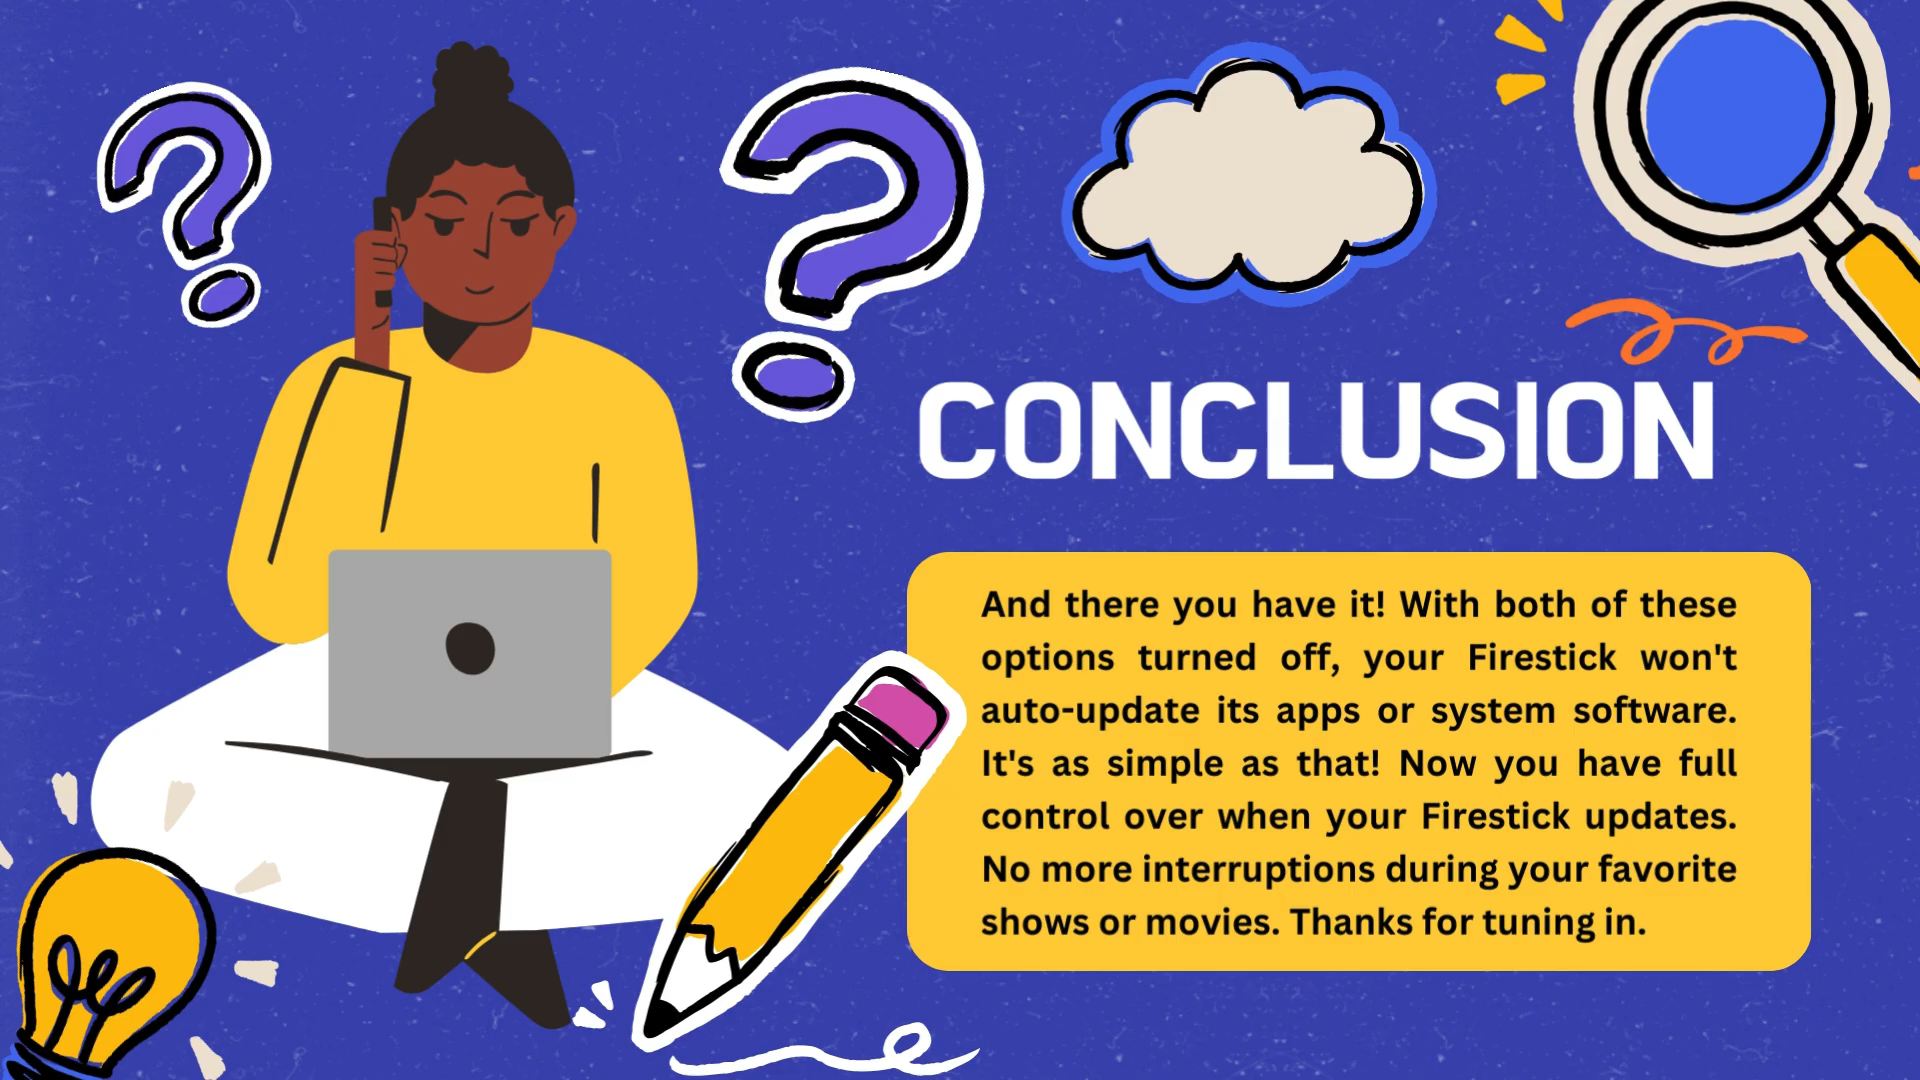 CONCLUSION
And there you have it! With both of these
options turned off, your Firestick won't
auto-update its apps or system software.
It's as simple as that! Now you have full
control over when your Firestick updates.
No more interruptions during your favorite
shows or movies. Thanks for tuning in.